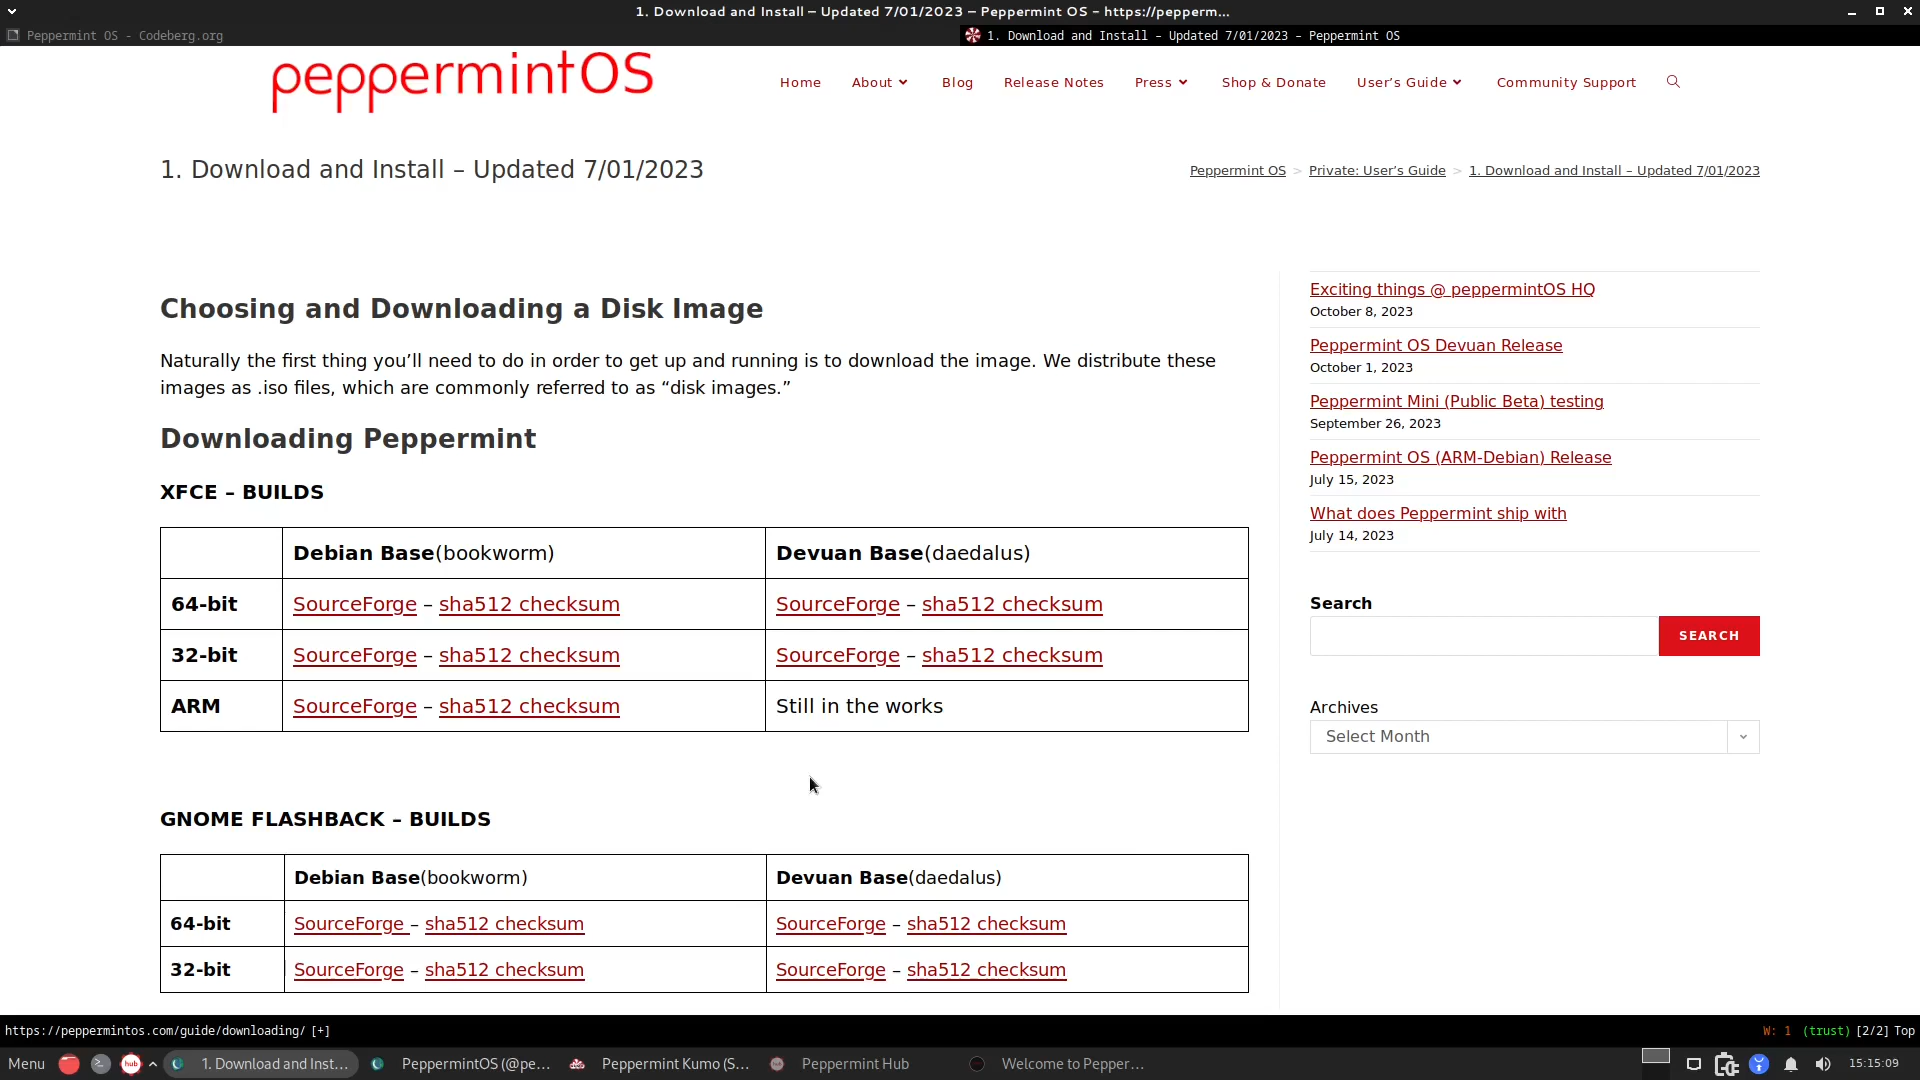 1. Download and Install – Updated 7/01/2023 – Peppermint OS - https://pepperm...
Peppermint OS - Codeberg.org
1. Download and Install – Updated 7/01/2023 – Peppermint OS
peppermintOS
Home About Blog Release Notes Press Shop & Donate User’s Guide Community Support
1. Download and Install – Updated 7/01/2023
Peppermint OS > Private: User’s Guide > 1. Download and Install – Updated 7/01/2023
Choosing and Downloading a Disk Image
Naturally the first thing you’ll need to do in order to get up and running is to download the image. We distribute these
images as .iso files, which are commonly referred to as “disk images.”
Downloading Peppermint
XFCE – BUILDS
Debian Base(bookworm) Devuan Base(daedalus)
64-bit SourceForge – sha512 checksum SourceForge – sha512 checksum
32-bit SourceForge – sha512 checksum SourceForge – sha512 checksum
ARM SourceForge – sha512 checksum Still in the works
GNOME FLASHBACK – BUILDS
Debian Base(bookworm) Devuan Base(daedalus)
64-bit SourceForge – sha512 checksum SourceForge – sha512 checksum
32-bit SourceForge – sha512 checksum SourceForge – sha512 checksum
Exciting things @ peppermintOS HQ
October 8, 2023
Peppermint OS Devuan Release
October 1, 2023
Peppermint Mini (Public Beta) testing
September 26, 2023
Peppermint OS (ARM-Debian) Release
July 15, 2023
What does Peppermint ship with
July 14, 2023
Search
SEARCH
Archives
Select Month
https://peppermintos.com/guide/downloading/ [+]
W: 1 (trust) [2/2] Top
Menu hub 1. Download and Inst... PeppermintOS (@pe... Peppermint Kumo (S... Peppermint Hub Welcome to Pepper... 15:15:09